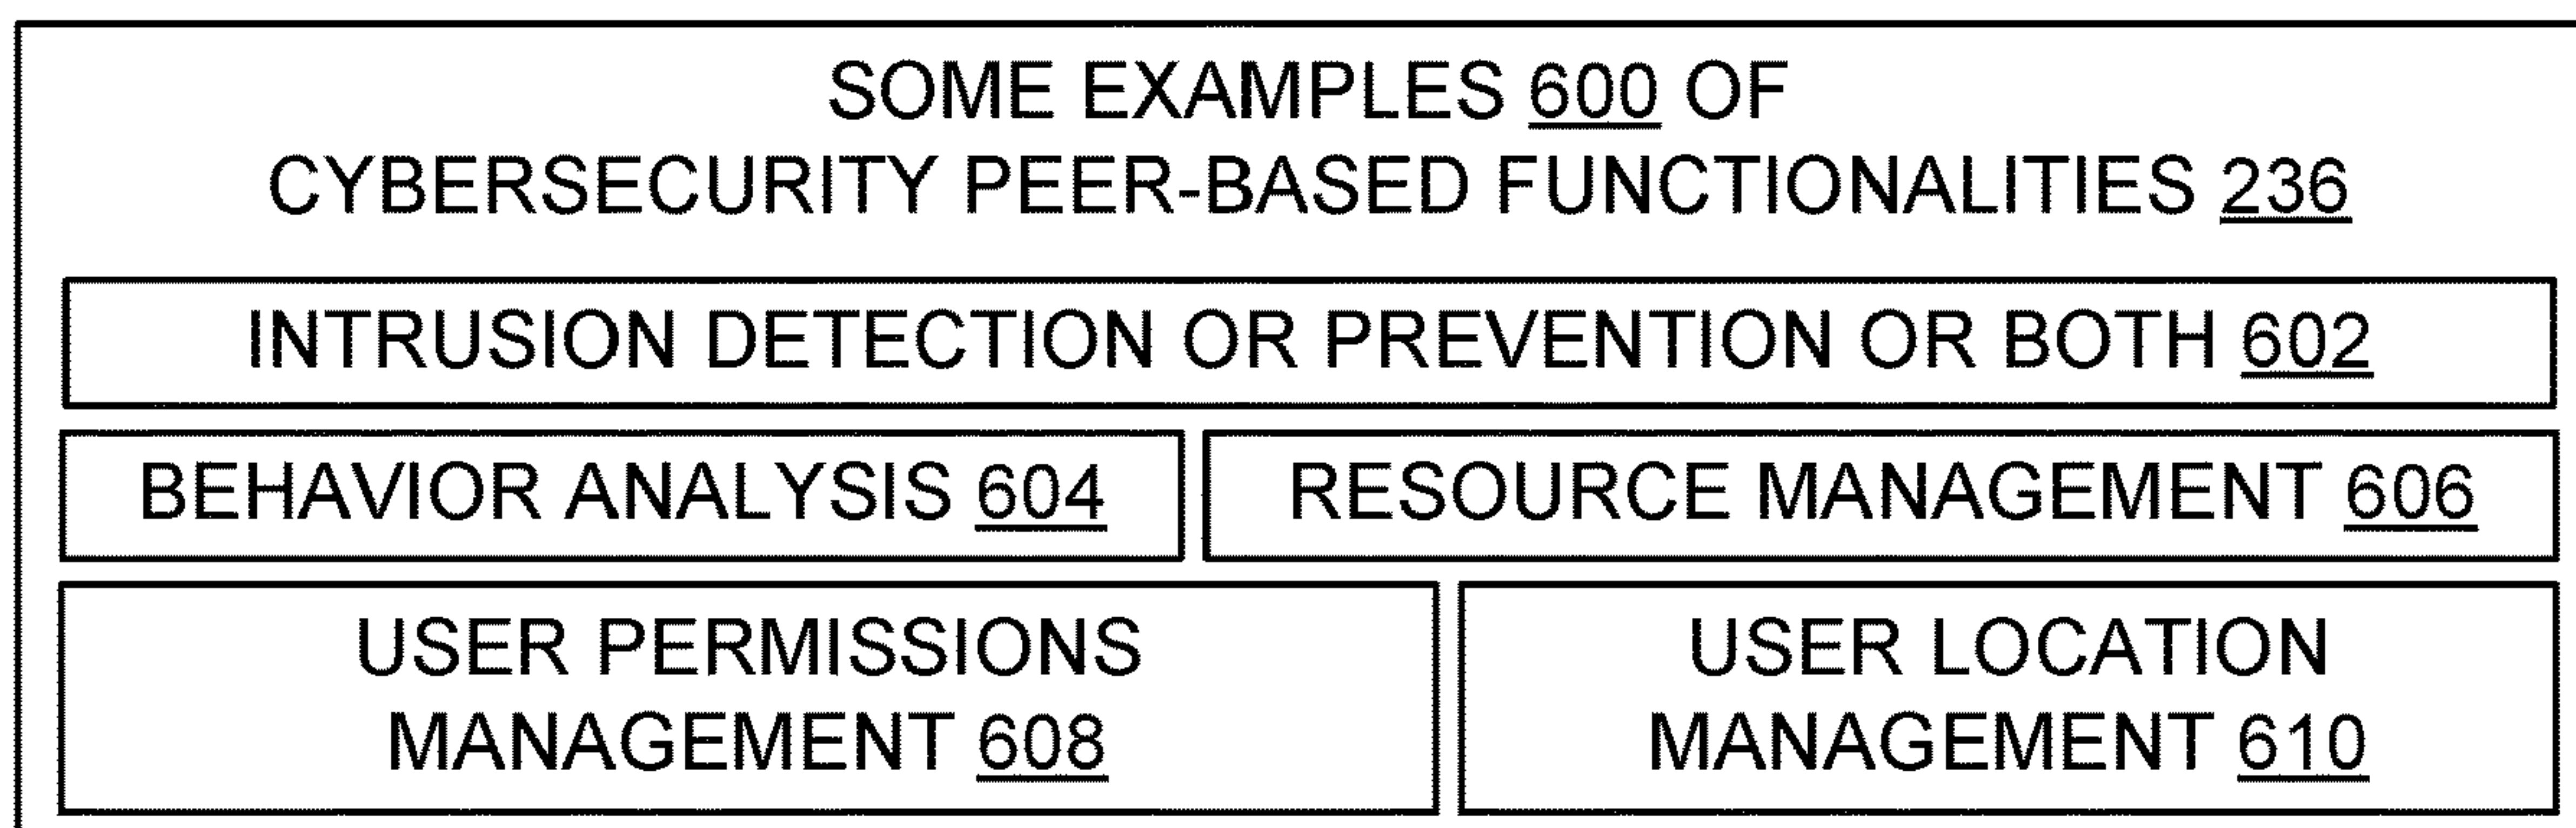 SOME EXAMPLES 600 OF
CYBERSECURITY PEER-BASED FUNCTIONALITIES 236
INTRUSION DETECTION OR PREVENTION OR BOTH 602
BEHAVIOR ANALYSIS 604
RESOURCE MANAGEMENT 606
USER PERMISSIONS
MANAGEMENT 608
USER LOCATION
MANAGEMENT 610